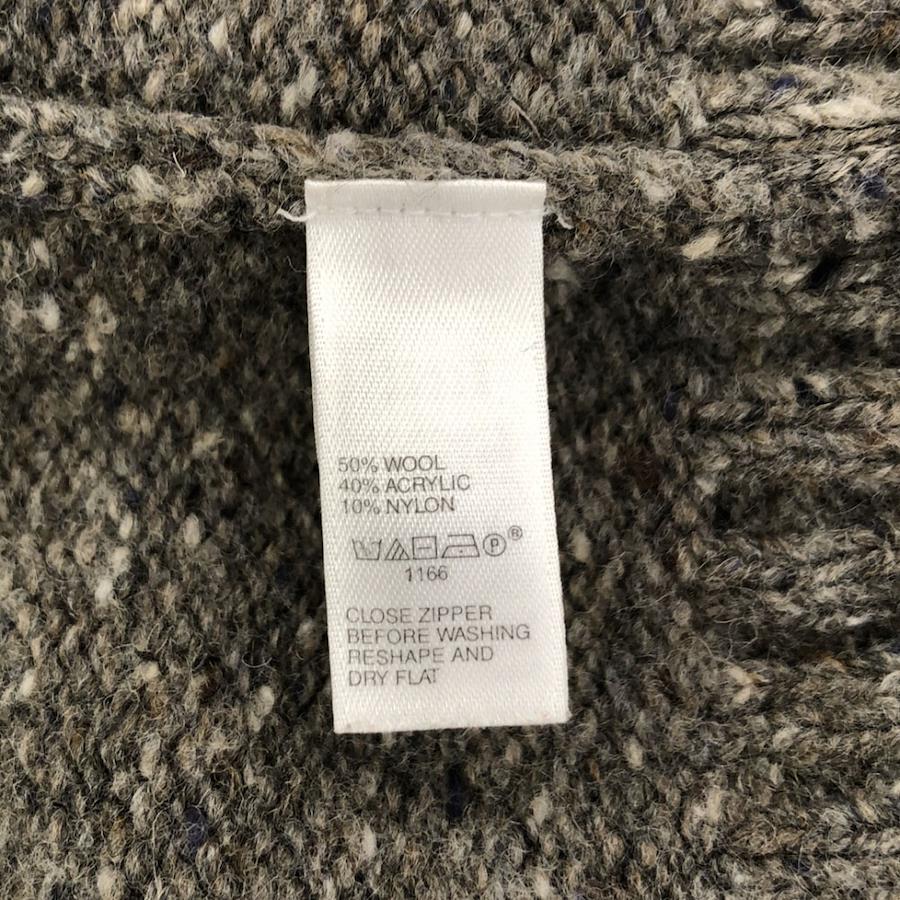 50% WOOL
40% ACRYLIC
10% NYLON
P®
1166
CLOSE ZIPPER
BEFORE WASHING
RESHAPE AND
DRY FLAT